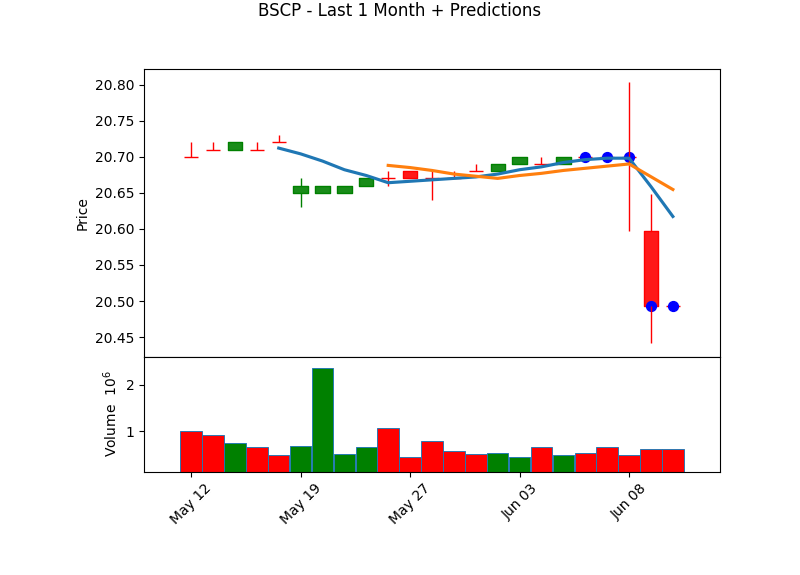 BSCP - Last 1 Month + Predictions
20.80
20.75
20.70
20.65
20.60
20.55
20.50
20.45
Price
2
1
Volume 10^6
May 12
May 19
May 27
Jun 03
Jun 08